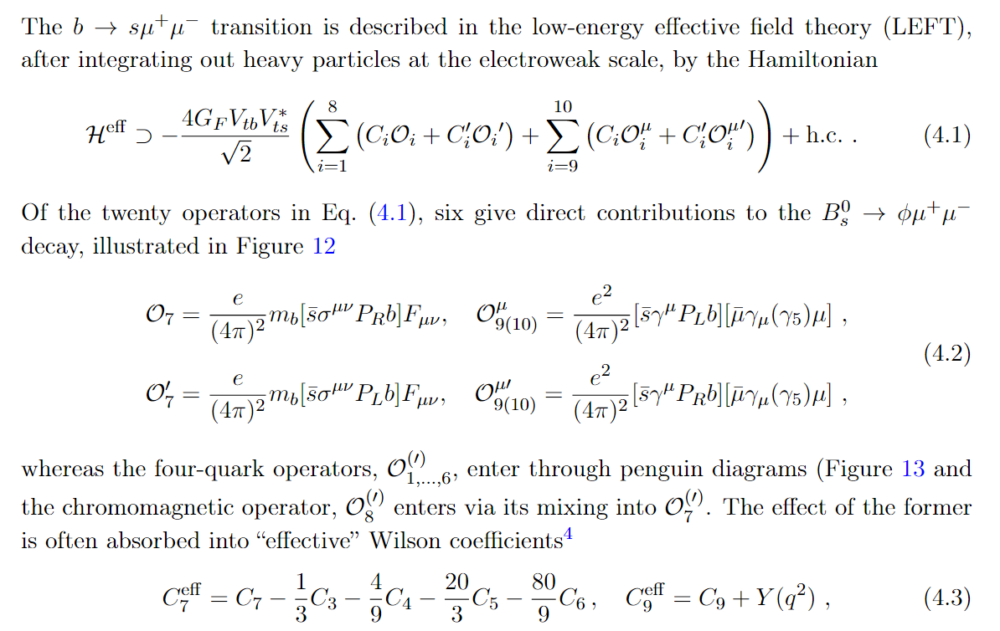 The $b \to s\mu^+\mu^-$ transition is described in the low-energy effective field theory (LEFT),
after integrating out heavy particles at the electroweak scale, by the Hamiltonian
$$\mathcal{H}^{\text{eff}} \supset -\frac{4G_F V_{tb}V_{ts}^*}{\sqrt{2}} \left( \sum_{i=1}^{8} (C_i \mathcal{O}_i + C_i' \mathcal{O}_i{}') + \sum_{i=9}^{10} (C_i \mathcal{O}_i^{\mu} + C_i' \mathcal{O}_i^{\mu\prime}) \right) + \text{h.c.} \,. \quad (4.1)$$
Of the twenty operators in Eq. (4.1), six give direct contributions to the $B_s^0 \to \phi\mu^+\mu^-$
decay, illustrated in Figure 12
$$\mathcal{O}_7 = \frac{e}{(4\pi)^2} m_b [\bar{s}\sigma^{\mu\nu} P_R b] F_{\mu\nu}, \quad \mathcal{O}_{9(10)}^{\mu} = \frac{e^2}{(4\pi)^2} [\bar{s}\gamma^{\mu} P_L b][\bar{\mu}\gamma_{\mu}(\gamma_5)\mu] \,,$$
$$(4.2)$$
$$\mathcal{O}_7' = \frac{e}{(4\pi)^2} m_b [\bar{s}\sigma^{\mu\nu} P_L b] F_{\mu\nu}, \quad \mathcal{O}_{9(10)}^{\mu\prime} = \frac{e^2}{(4\pi)^2} [\bar{s}\gamma^{\mu} P_R b][\bar{\mu}\gamma_{\mu}(\gamma_5)\mu] \,,$$
whereas the four-quark operators, $\mathcal{O}_{1,\ldots,6}^{(\prime)}$, enter through penguin diagrams (Figure 13 and
the chromomagnetic operator, $\mathcal{O}_8^{(\prime)}$ enters via its mixing into $\mathcal{O}_7^{(\prime)}$. The effect of the former
is often absorbed into “effective” Wilson coefficients$^4$
$$C_7^{\text{eff}} = C_7 - \frac{1}{3}C_3 - \frac{4}{9}C_4 - \frac{20}{3}C_5 - \frac{80}{9}C_6 \,, \quad C_9^{\text{eff}} = C_9 + Y(q^2) \,, \quad (4.3)$$